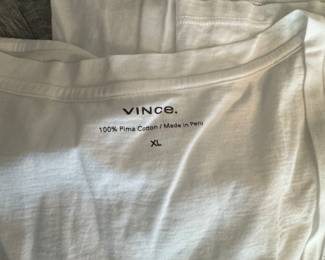 VINCE.
100% Pima Cotton / Made in Peru
XL